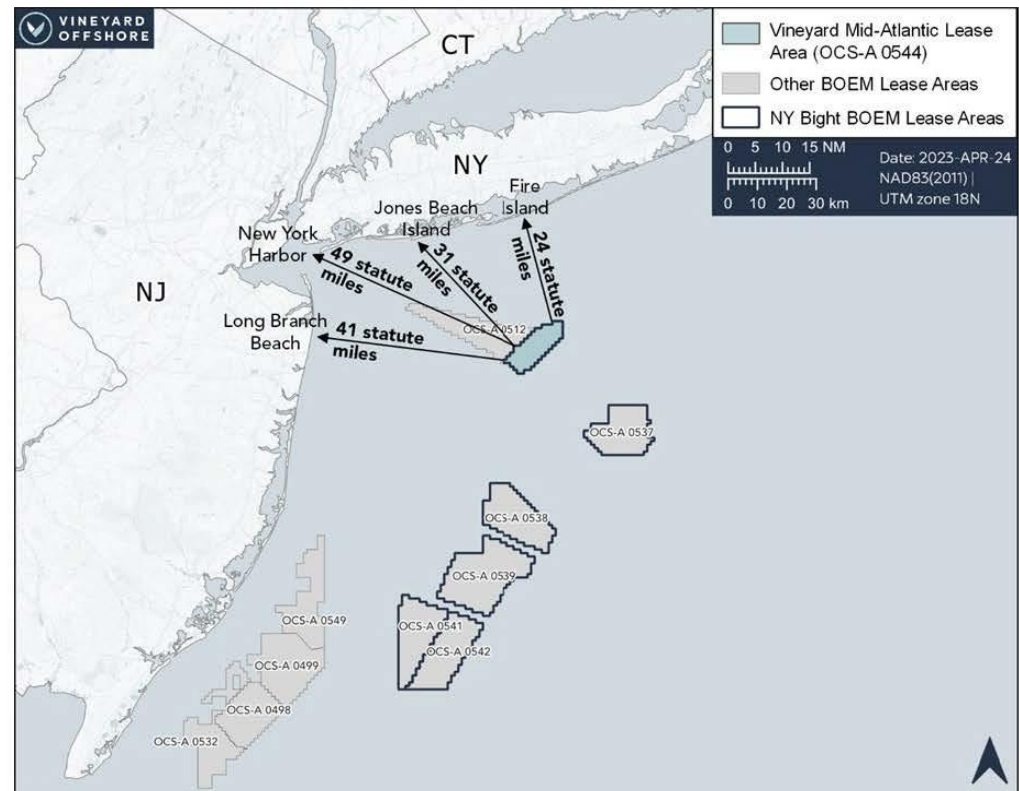 VINEYARD
OFFSHORE
CT
NY
NJ
Fire
Island
Jones Beach
Island
New York
Harbor
Long Branch
Beach
49 statute
miles
31 statute
miles
24 statute
miles
41 statute
miles
OCS-A 0512
OCS-A 0537
OCS-A 0538
OCS-A 0539
OCS-A 0541
OCS-A 0542
OCS-A 0549
OCS-A 0499
OCS-A 0498
OCS-A 0532
Vineyard Mid-Atlantic Lease
Area (OCS-A 0544)
Other BOEM Lease Areas
NY Bight BOEM Lease Areas
0 5 10 15 NM
0 10 20 30 km
Date: 2023-APR-24
NAD83(2011) |
UTM zone 18N